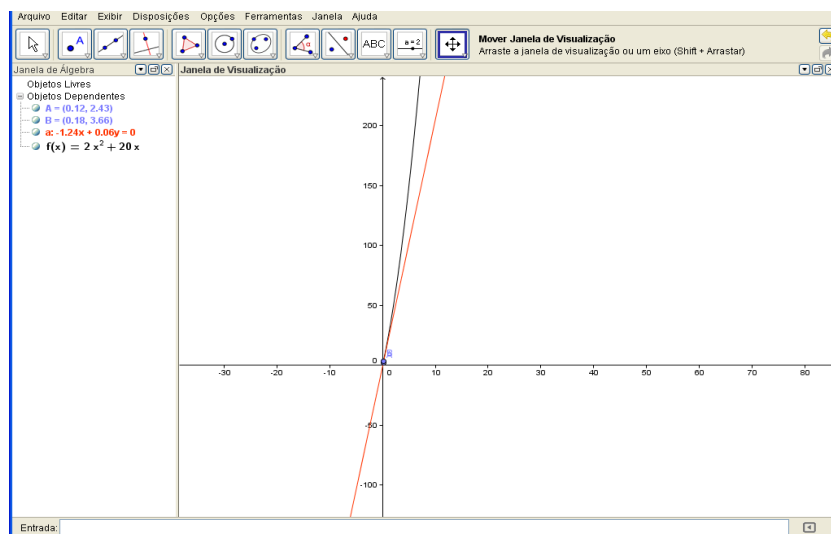 Arquivo Editar Exibir Disposições Opções Ferramentas Janela Ajuda
A
α
ABC
a=2
Mover Janela de Visualização
Arraste a janela de visualização ou um eixo (Shift + Arrastar)
Janela de Álgebra
Janela de Visualização
Objetos Livres
Objetos Dependentes
A = (0.12, 2.43)
B = (0.18, 3.66)
a: -1.24x + 0.06y = 0
f(x) = 2 x² + 20 x
200
150
100
50
0
B
-30 -20 -10 0 10 20 30 40 50 60 70 80
-50
-100
Entrada: